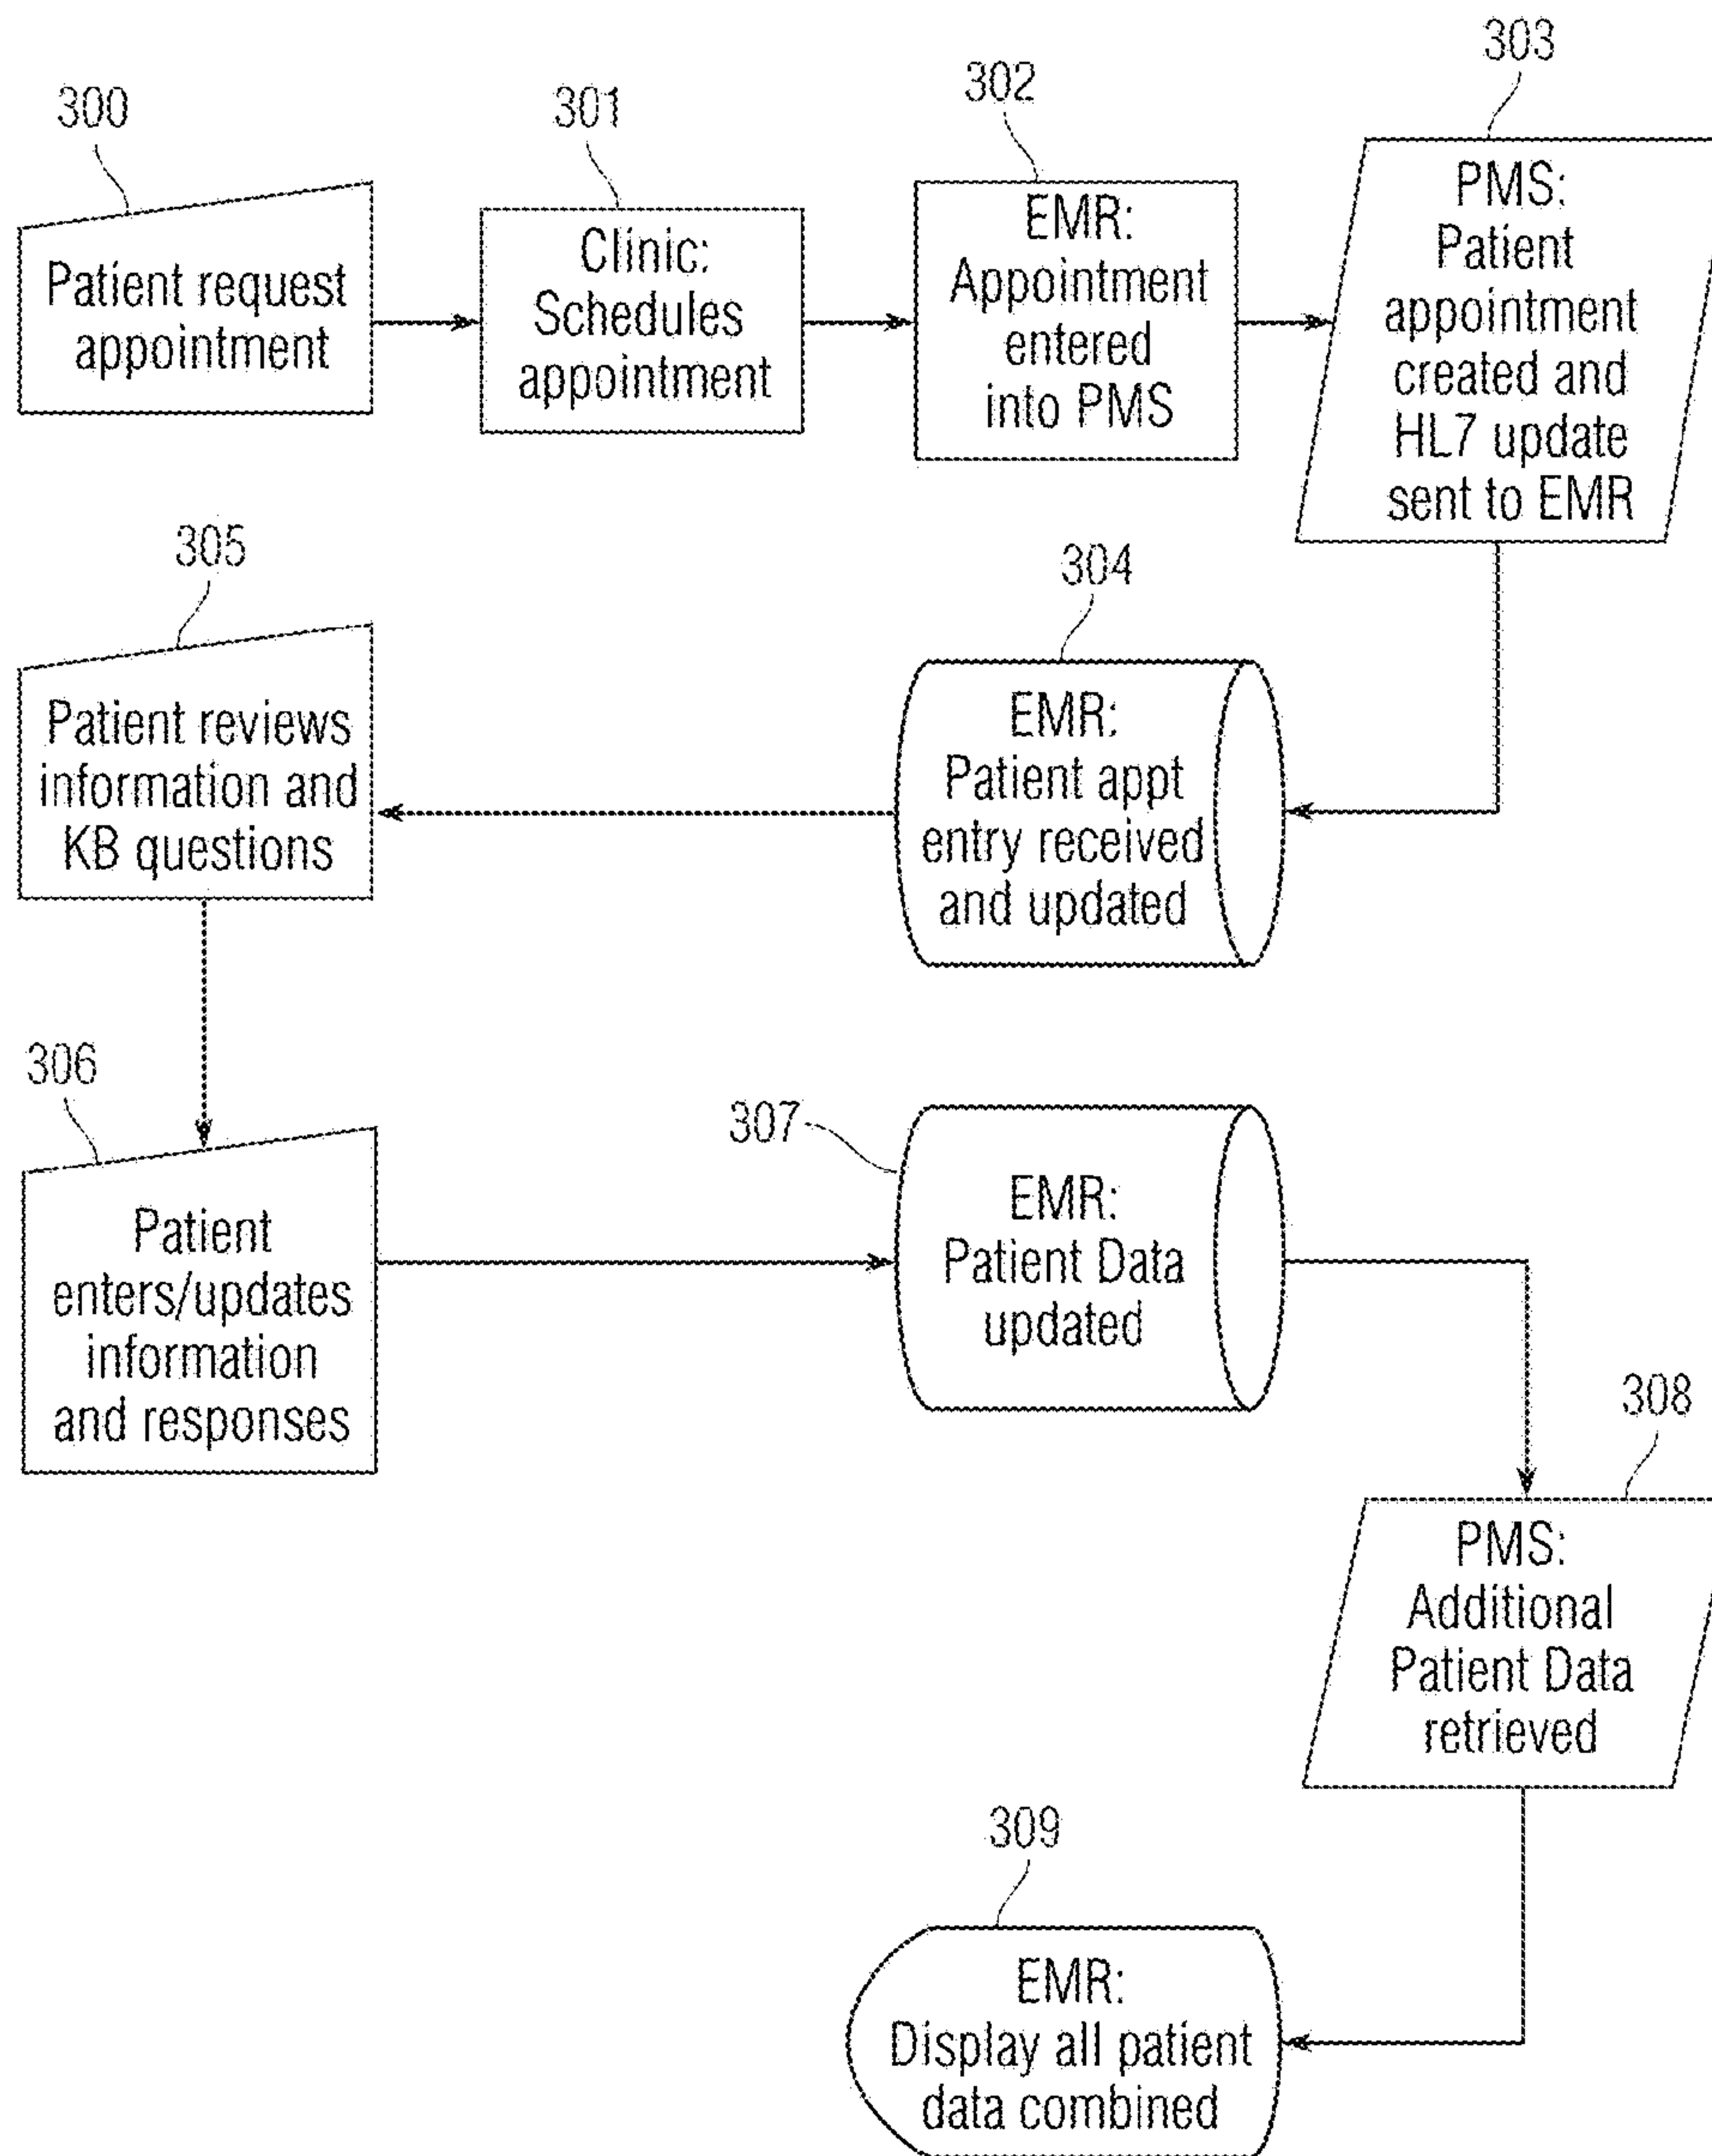 300
Patient request
appointment
301
Clinic:
Schedules
appointment
302
EMR:
Appointment
entered
into PMS
303
PMS:
Patient
appointment
created and
HL7 update
sent to EMR
304
EMR:
Patient appt
entry received
and updated
305
Patient reviews
information and
KB questions
306
Patient
enters/updates
information
and responses
307
EMR:
Patient Data
updated
308
PMS:
Additional
Patient Data
retrieved
309
EMR:
Display all patient
data combined